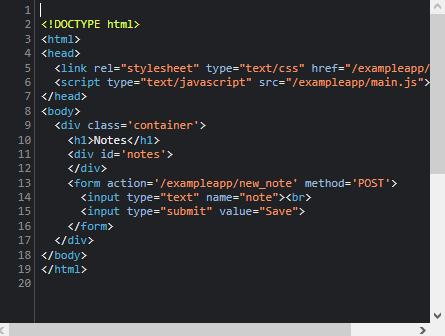 1
2 <!DOCTYPE html>
3 <html>
4 <head>
5   <link rel="stylesheet" type="text/css" href="/exampleapp/
6   <script type="text/javascript" src="/exampleapp/main.js">
7 </head>
8 <body>
9   <div class='container'>
10     <h1>Notes</h1>
11     <div id='notes'>
12     </div>
13     <form action='/exampleapp/new_note' method='POST'>
14       <input type="text" name="note"><br>
15       <input type="submit" value="Save">
16     </form>
17   </div>
18 </body>
19 </html>
20